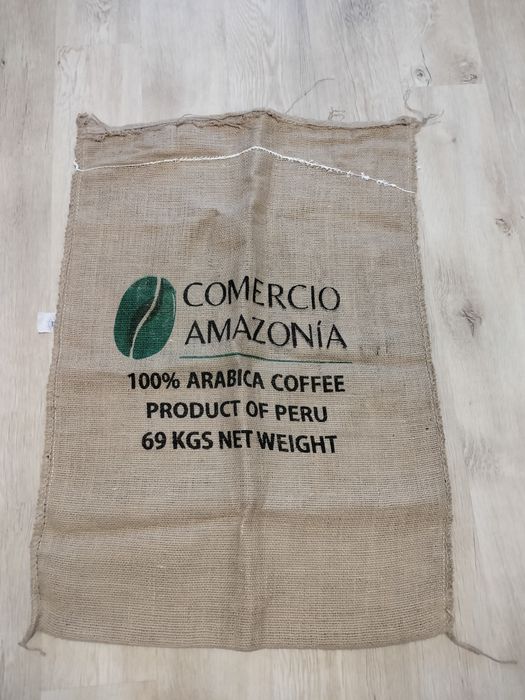 COMERCIO
AMAZONÍA
100% ARABICA COFFEE
PRODUCT OF PERU
69 KGS NET WEIGHT